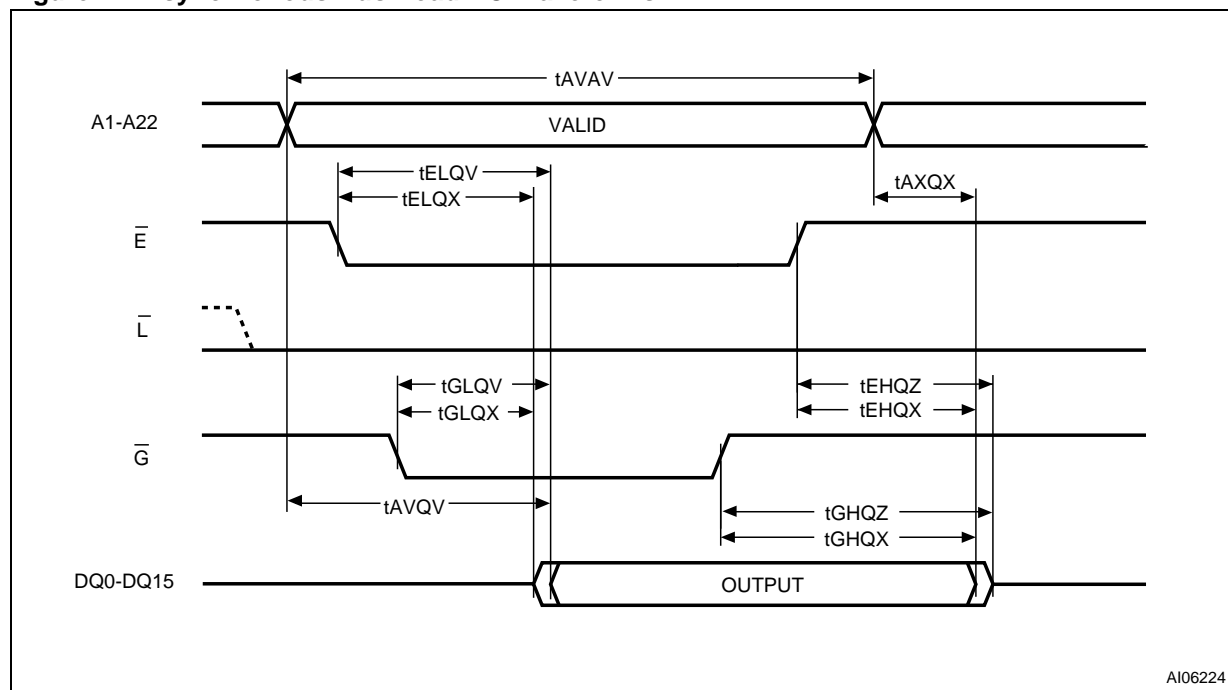 tAVAV
A1-A22
VALID
tELQV
tAXQX
tELQX
E
L
tGLQV
tEHQZ
tGLQX
tEHQX
G
tAVQV
tGHQZ
tGHQX
DQ0-DQ15
OUTPUT
AI06224